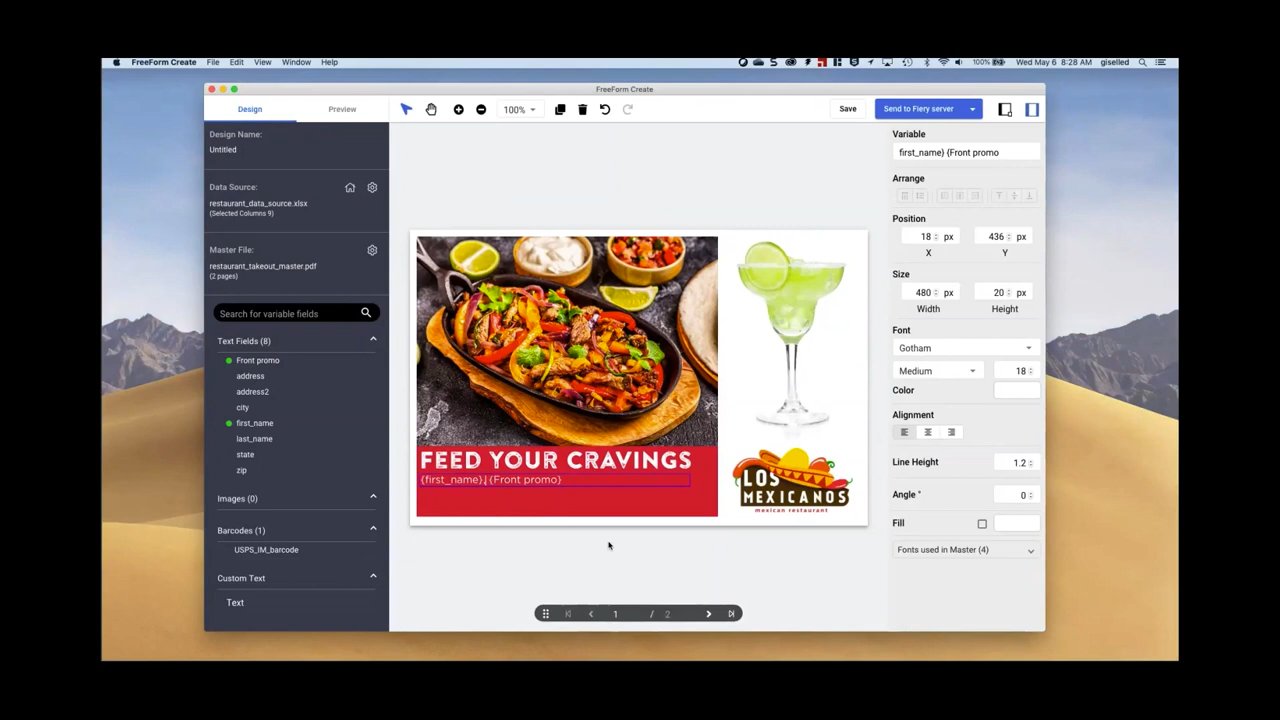 FreeForm Create File Edit View Window Help
100% Wed May 6 8:28 AM giselled
FreeForm Create
Design Preview
100%
Save
Send to Fiery server
Design Name:
Untitled
Data Source:
restaurant_data_source.xlsx
(Selected Columns 9)
Master File:
restaurant_takeout_master.pdf
(2 pages)
Search for variable fields
Text Fields (8)
Front promo
address
address2
city
first_name
last_name
state
zip
Images (0)
Barcodes (1)
USPS_IM_barcode
Custom Text
Text
FEED YOUR CRAVINGS
{first_name}, {Front promo}
LOS
MEXICANOS
mexican restaurant
1 / 2
Variable
first_name} {Front promo
Arrange
Position
18 px 436 px
X Y
Size
480 px 20 px
Width Height
Font
Gotham
Medium 18
Color
Alignment
Line Height 1.2
Angle ° 0
Fill
Fonts used in Master (4)